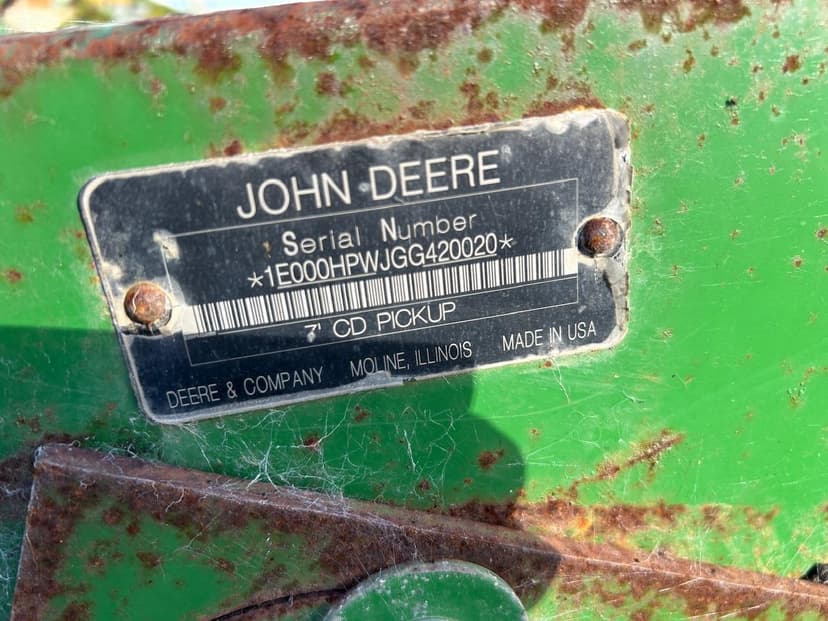 JOHN DEERE
Serial Number
*1E000HPWJGG420020*
7' CD PICKUP
DEERE & COMPANY MOLINE, ILLINOIS MADE IN USA